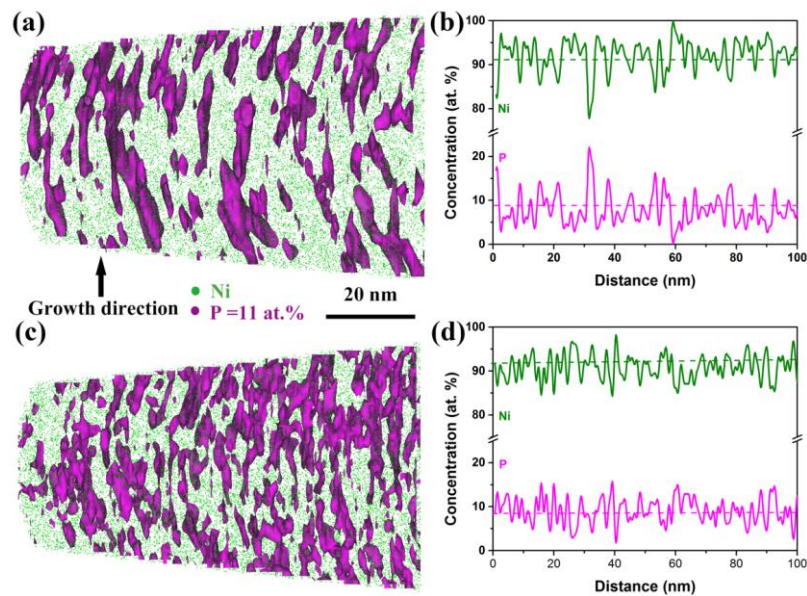 (a)
Growth direction
Ni
P =11 at.%
20 nm
(b)
Concentration (at. %)
100
90
80
20
10
0
Ni
P
0 20 40 60 80 100
Distance (nm)
(c)
(d)
Concentration (at. %)
100
90
80
20
10
0
Ni
P
0 20 40 60 80 100
Distance (nm)